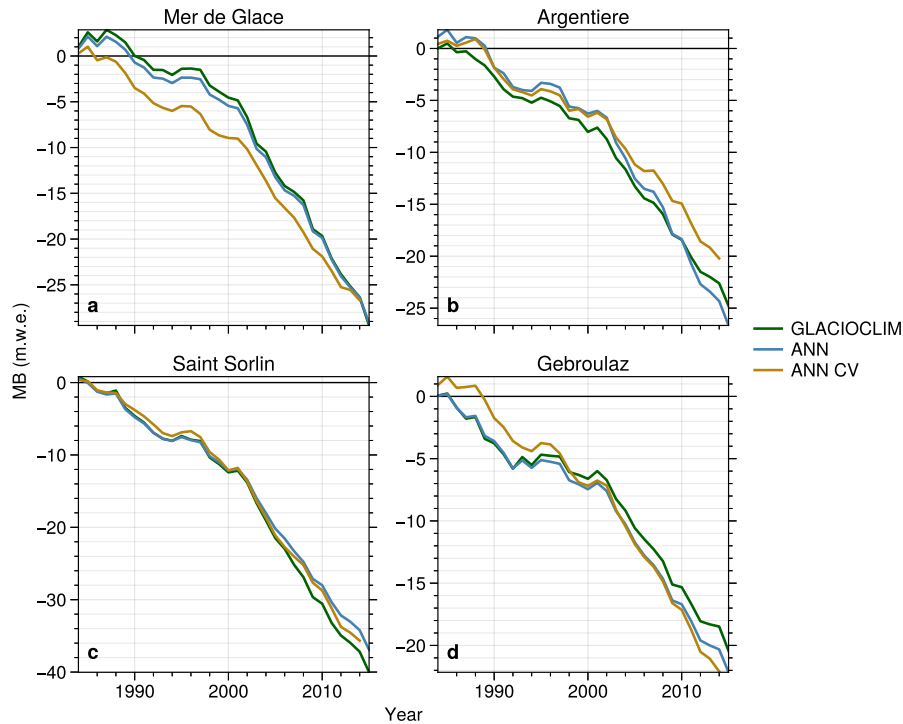 Mer de Glace
Argentiere
0
−5
−10
−15
−20
−25
a
0
−5
−10
−15
−20
−25
b
MB (m.w.e.)
GLACIOCLIM
ANN
ANN CV
Saint Sorlin
Gebroulaz
0
−10
−20
−30
−40
c
0
−5
−10
−15
−20
d
1990
2000
2010
1990
2000
2010
Year